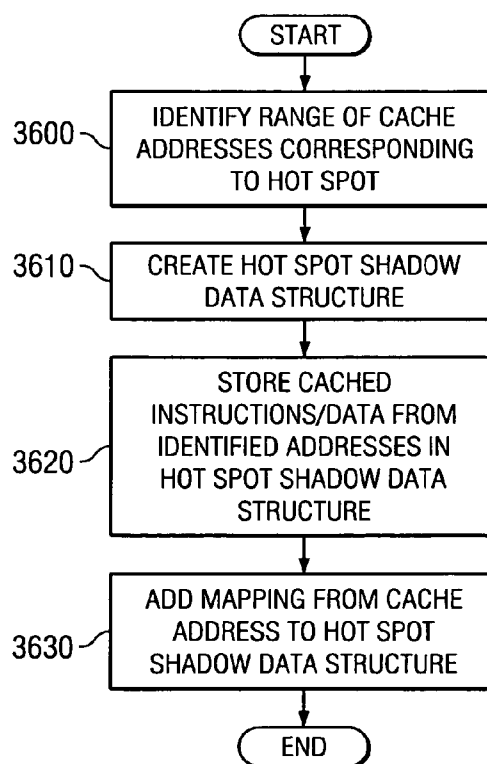 START
3600
IDENTIFY RANGE OF CACHE
ADDRESSES CORRESPONDING
TO HOT SPOT
3610
CREATE HOT SPOT SHADOW
DATA STRUCTURE
3620
STORE CACHED
INSTRUCTIONS/DATA FROM
IDENTIFIED ADDRESSES IN
HOT SPOT SHADOW DATA
STRUCTURE
3630
ADD MAPPING FROM CACHE
ADDRESS TO HOT SPOT
SHADOW DATA STRUCTURE
END